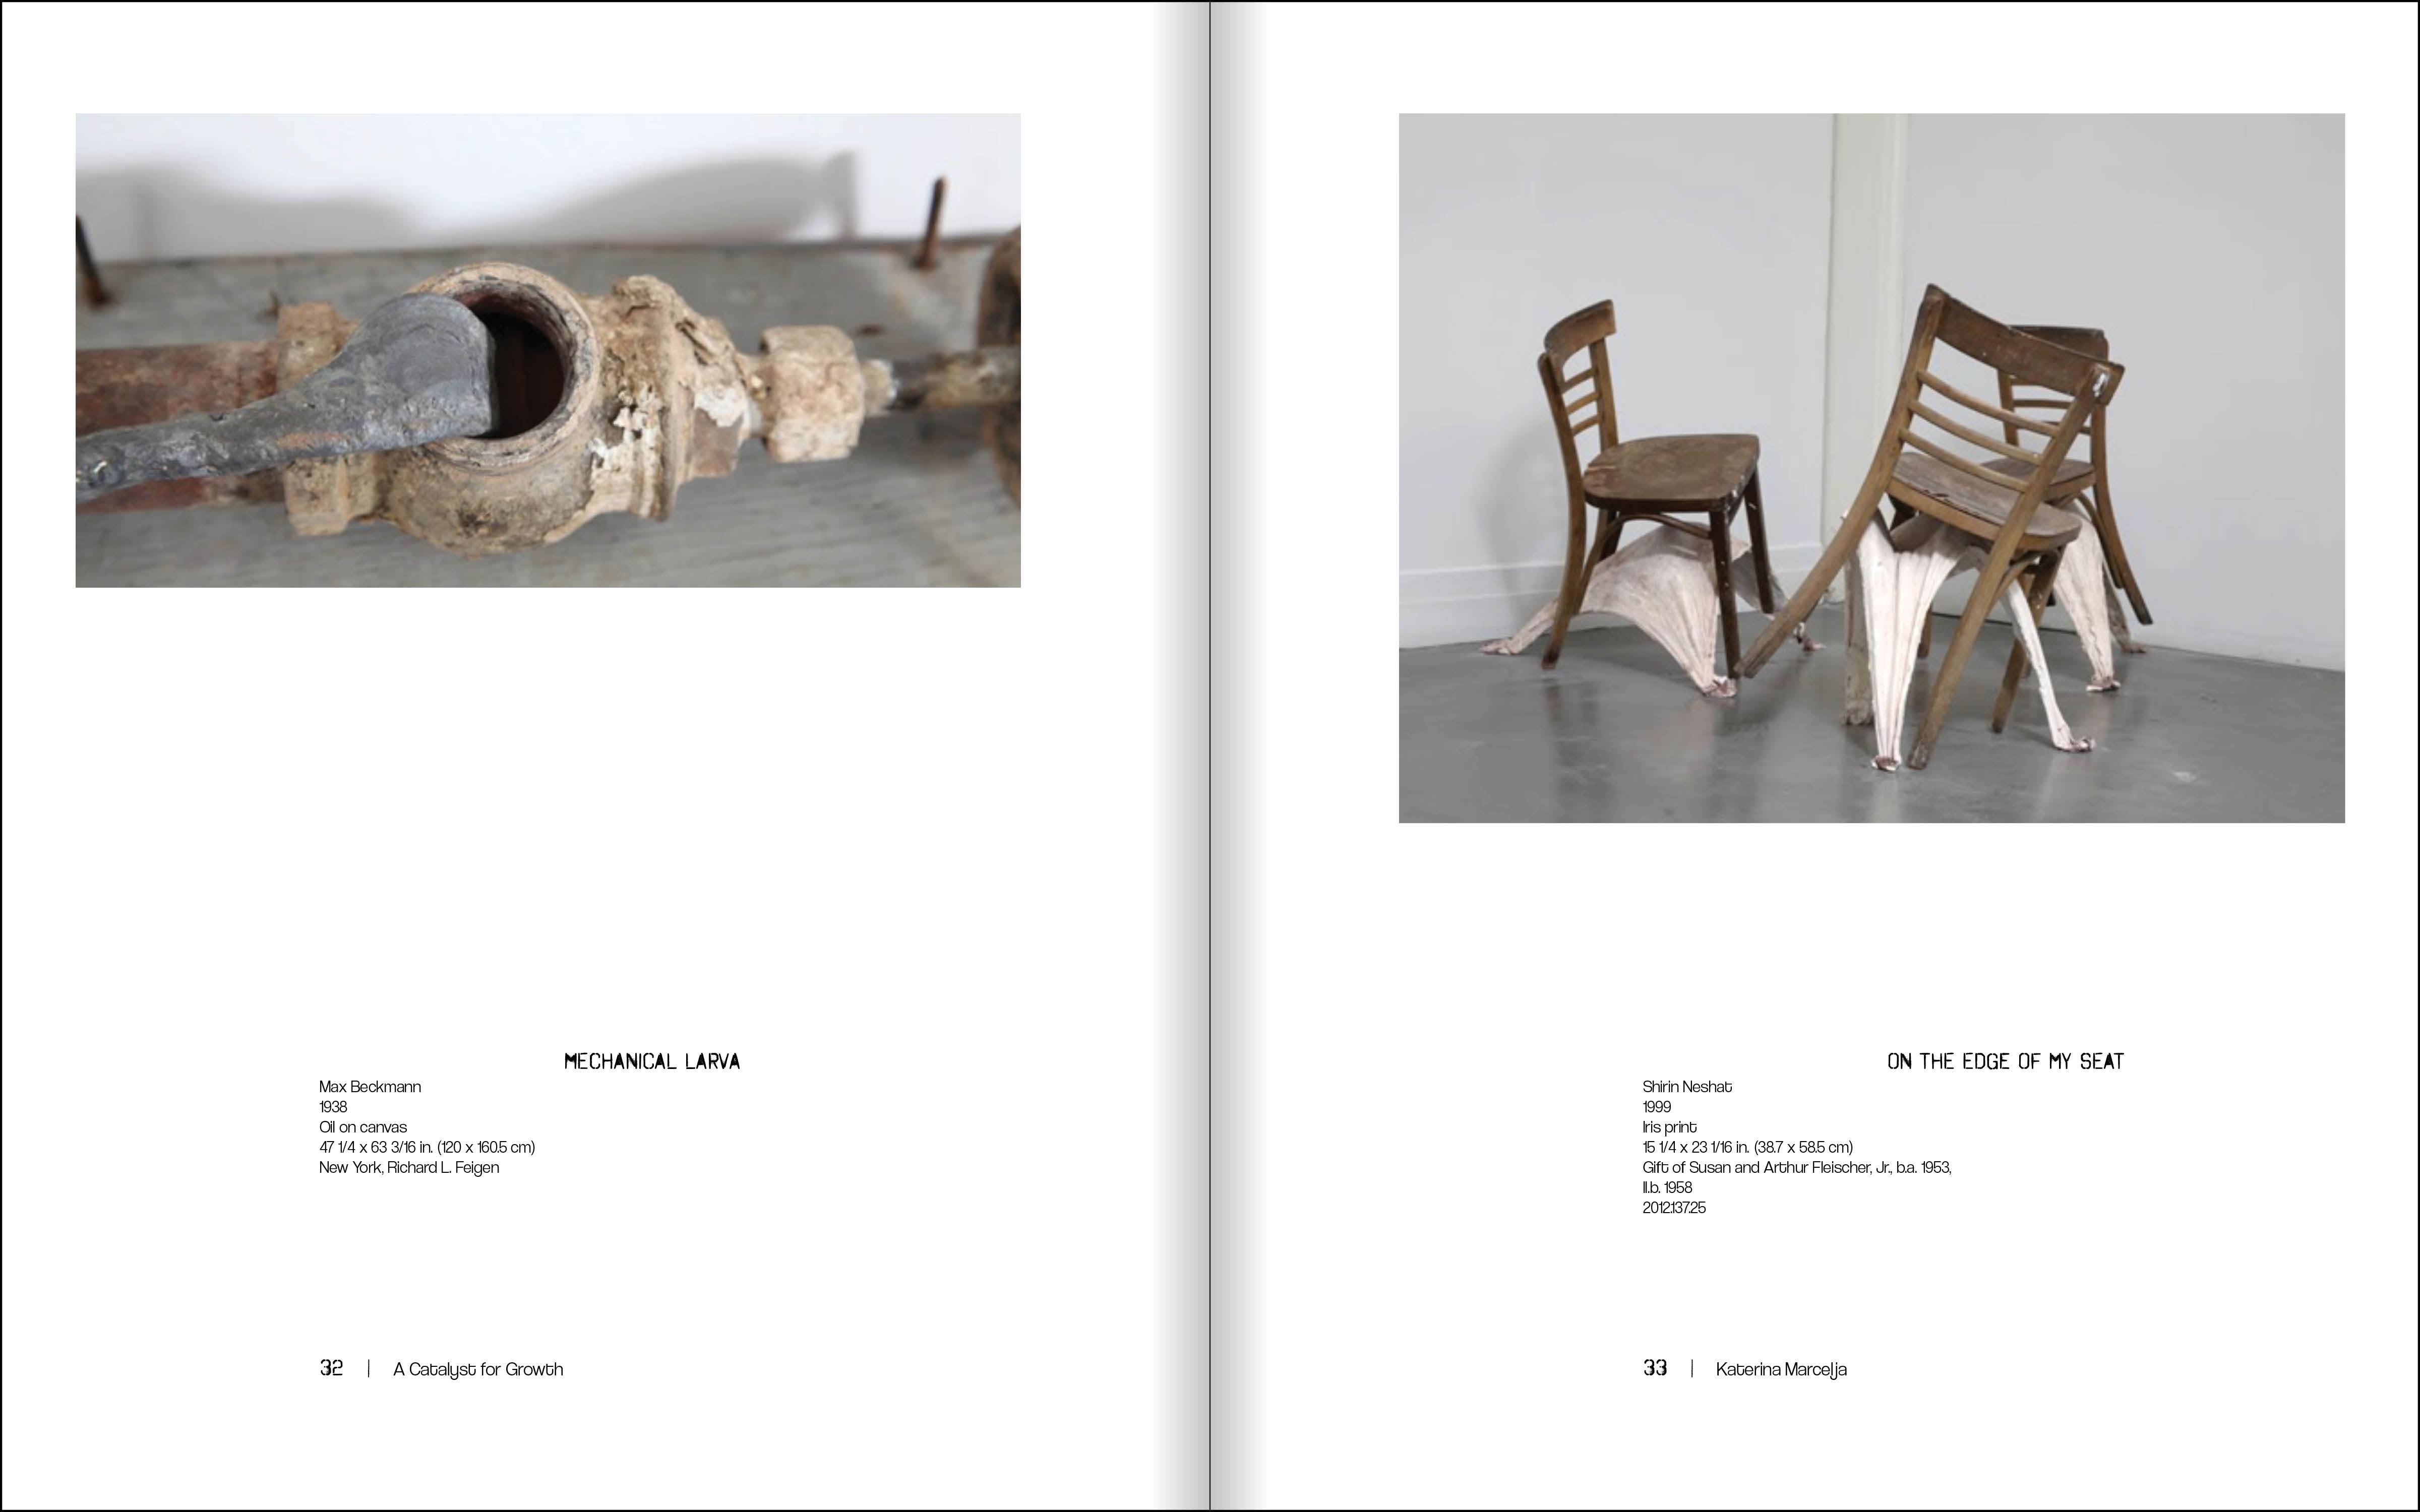 MECHANICAL LARVA
Max Beckmann
1938
Oil on canvas
47 1/4 x 63 3/16 in. (120 x 160.5 cm)
New York, Richard L. Feigen
32 | A Catalyst for Growth
ON THE EDGE OF MY SEAT
Shirin Neshat
1999
Iris print
15 1/4 x 23 1/16 in. (38.7 x 58.5 cm)
Gift of Susan and Arthur Fleischer, Jr., b.a. 1953,
ll.b. 1958
2012.137.25
33 | Katerina Marcelja